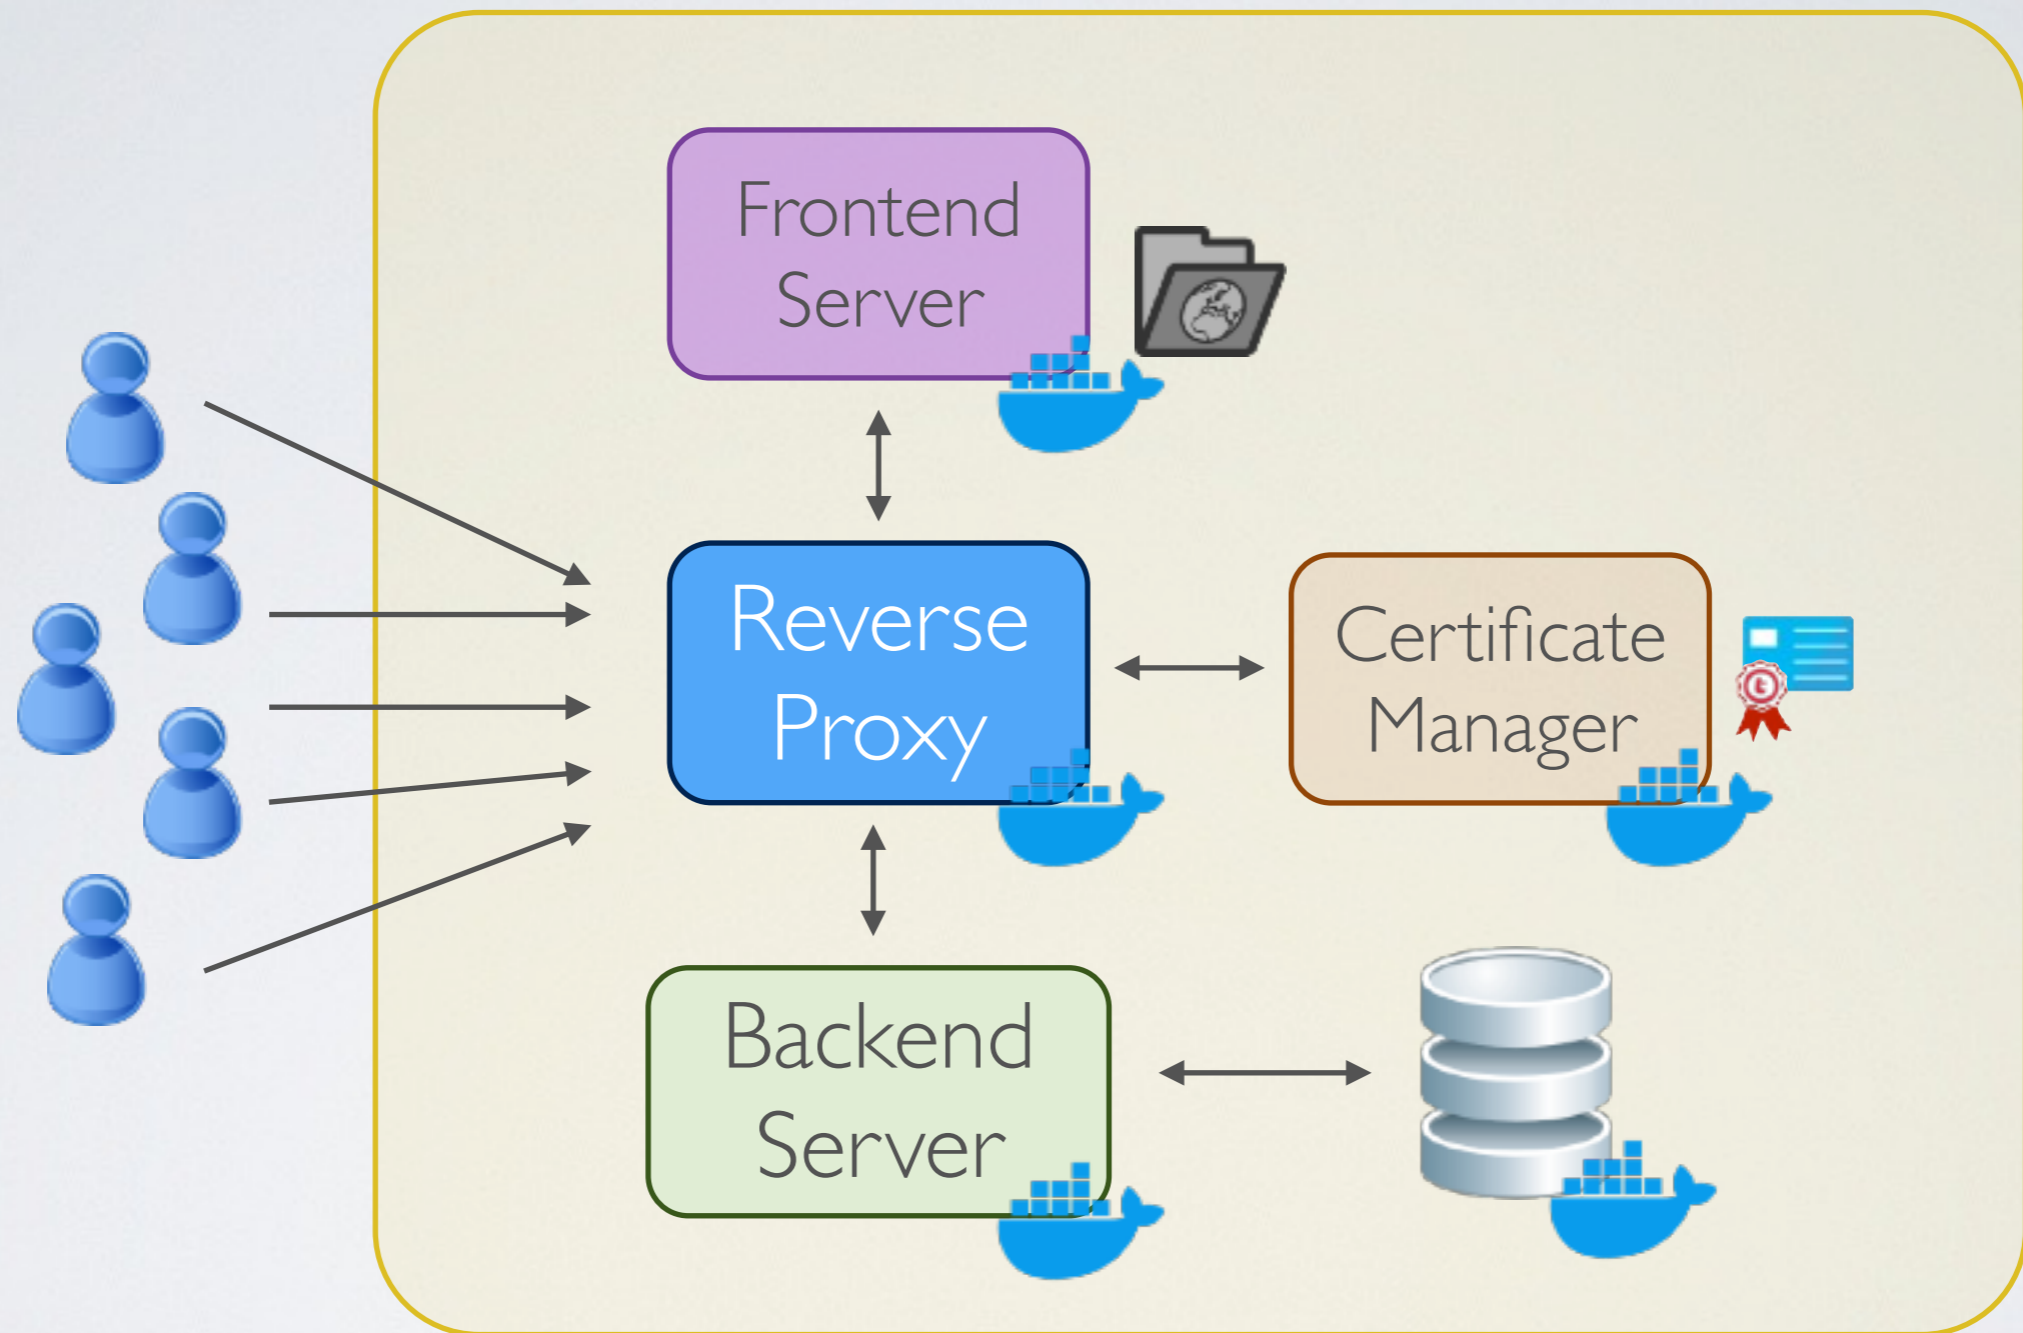 Frontend
Server
Reverse
Proxy
Certificate
Manager
Backend
Server